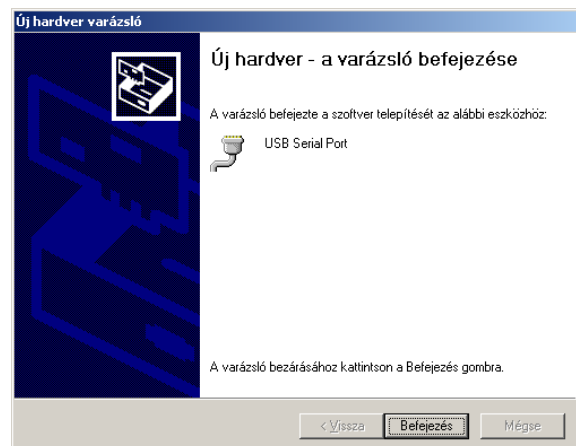 Új hardver varázsló
Új hardver - a varázsló befejezése
A varázsló befejezte a szoftver telepítését az alábbi eszközhöz:
USB Serial Port
A varázsló bezárásához kattintson a Befejezés gombra.
< Vissza
Befejezés
Mégse